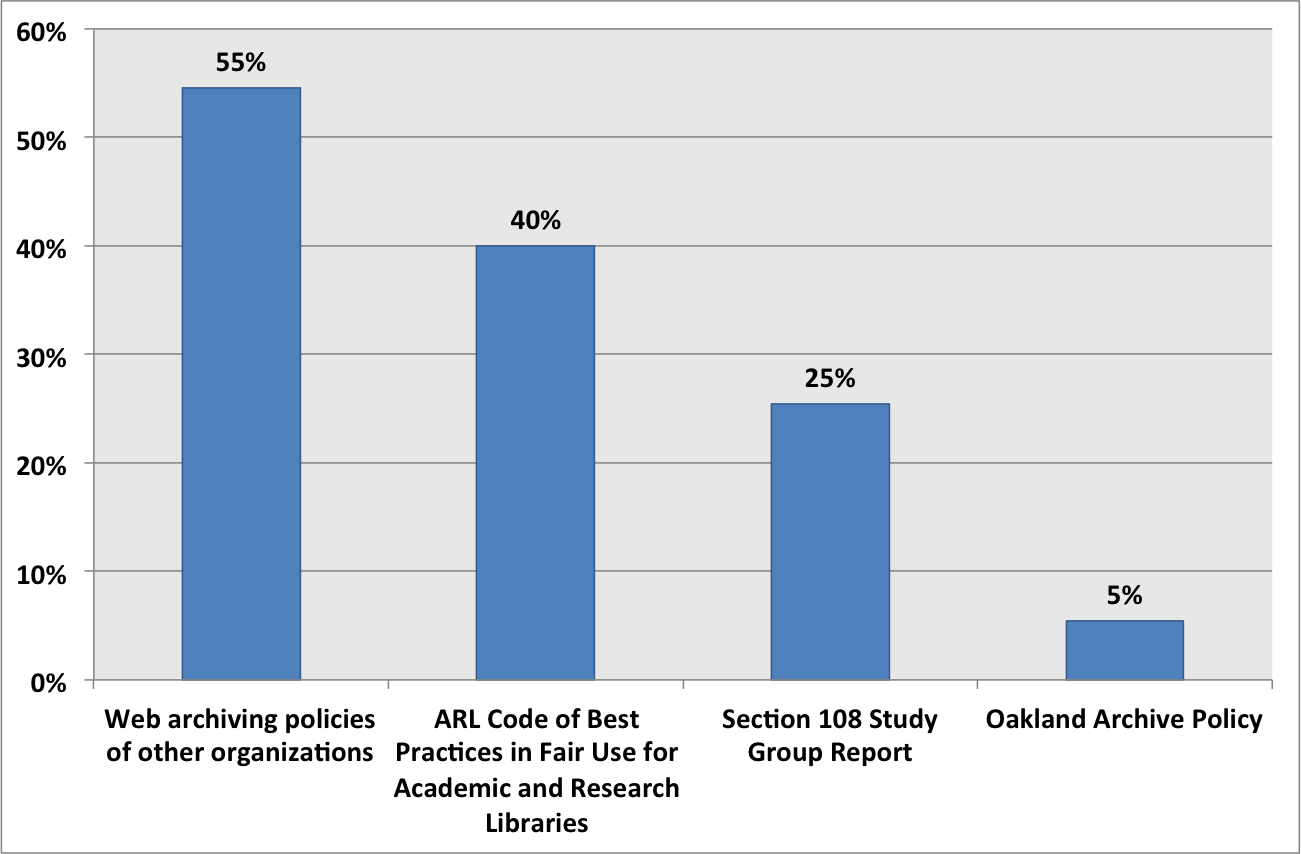 60%
55%
50%
40%
40%
30%
25%
20%
10%
5%
0%
Web archiving policies
of other organizations
ARL Code of Best
Practices in Fair Use for
Academic and Research
Libraries
Section 108 Study
Group Report
Oakland Archive Policy